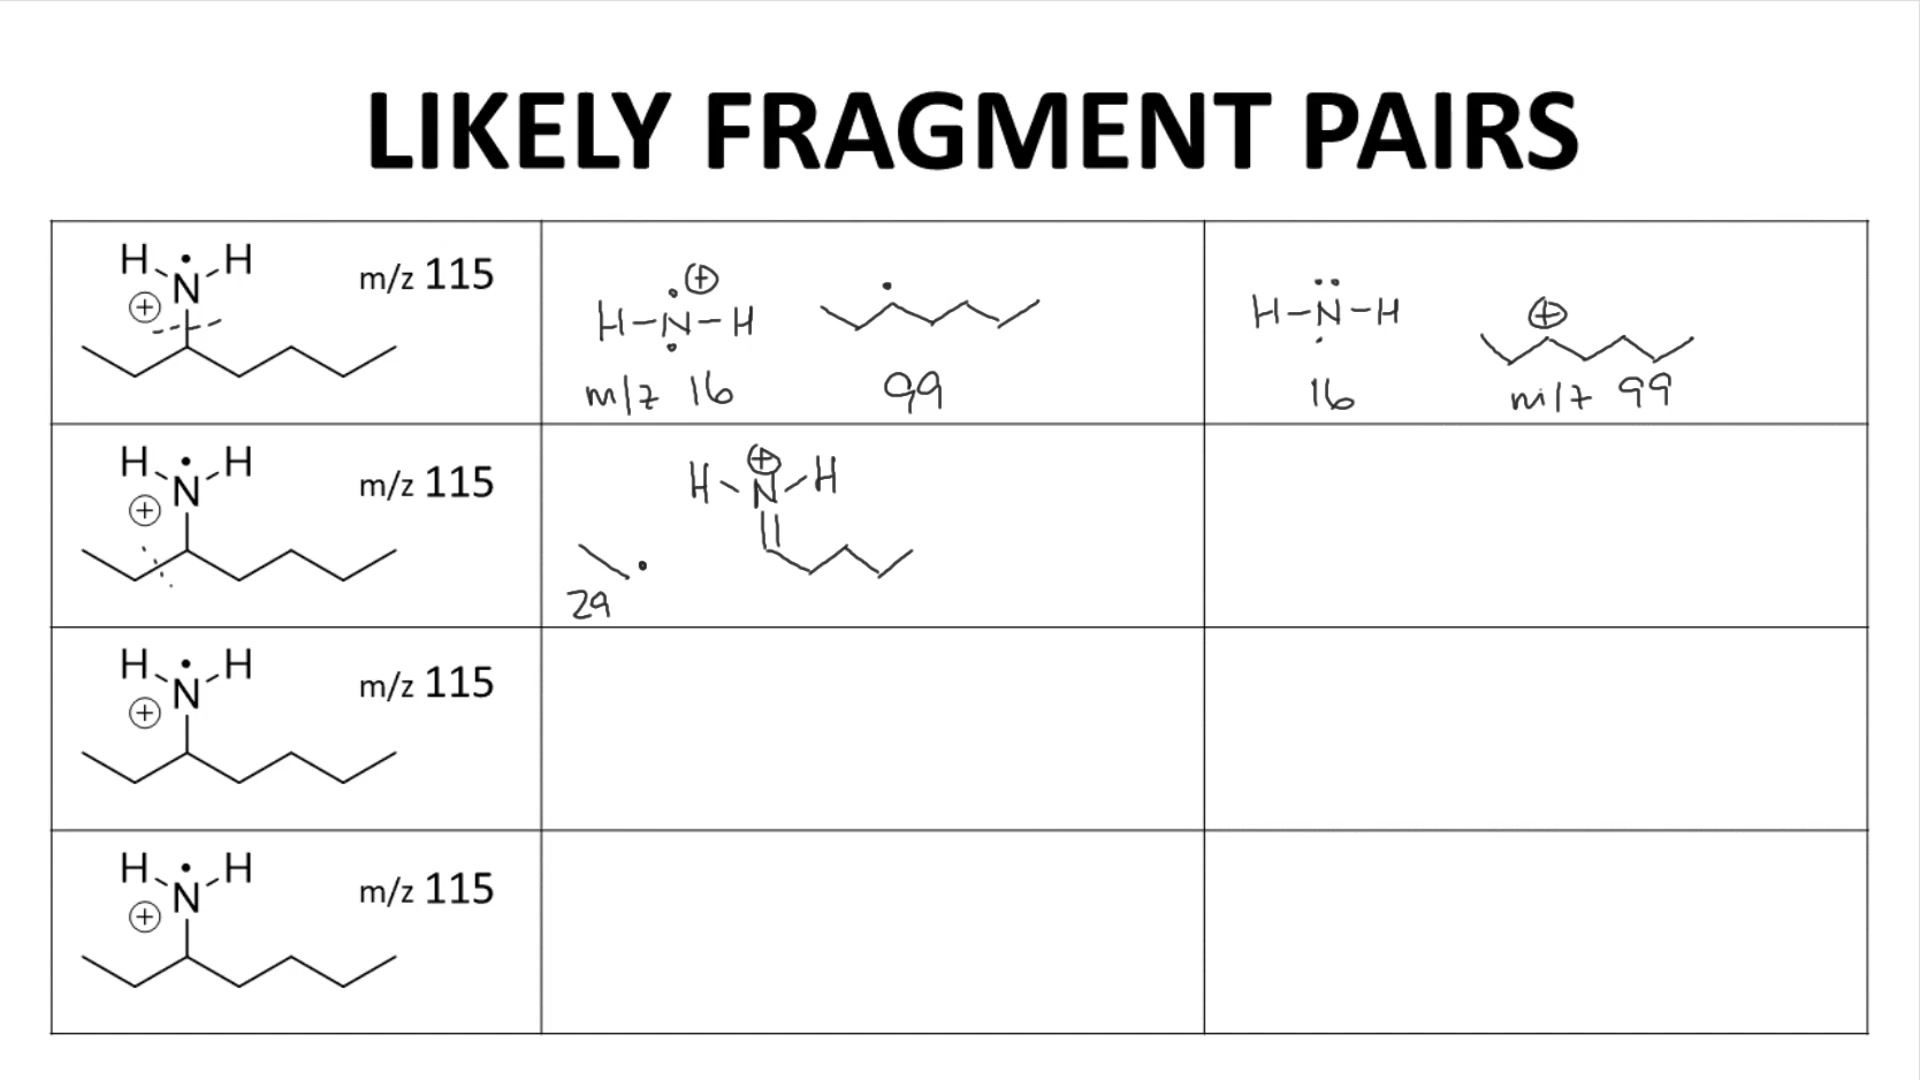 LIKELY FRAGMENT PAIRS
H • H
N
⊕
m/z 115
⊕
H–N–H
m/z 16
99
H–N–H
⊕
16
m/z 99
H • H
N
⊕
m/z 115
⊕
H N H
29
H • H
N
⊕
m/z 115
H • H
N
⊕
m/z 115